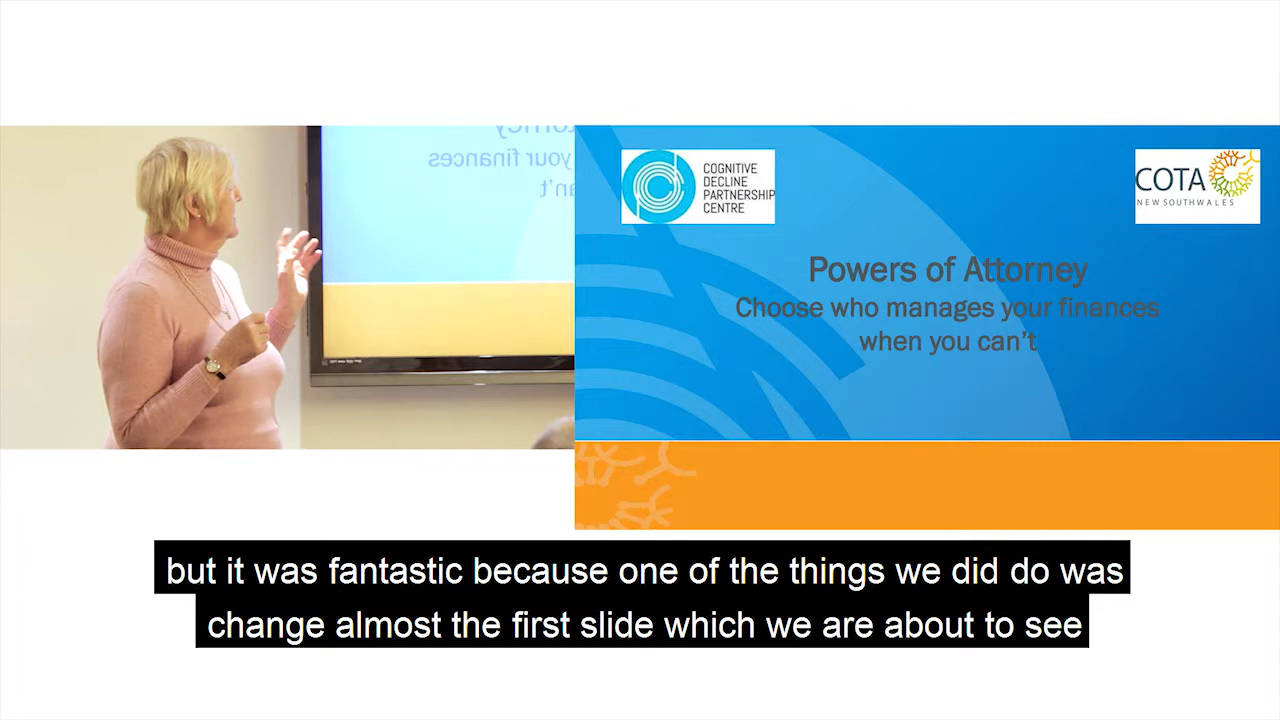 COGNITIVE
DECLINE
PARTNERSHIP
CENTRE
COTA
NEW SOUTH WALES
Powers of Attorney
Choose who manages your finances
when you can't
your finances
but it was fantastic because one of the things we did do was
change almost the first slide which we are about to see